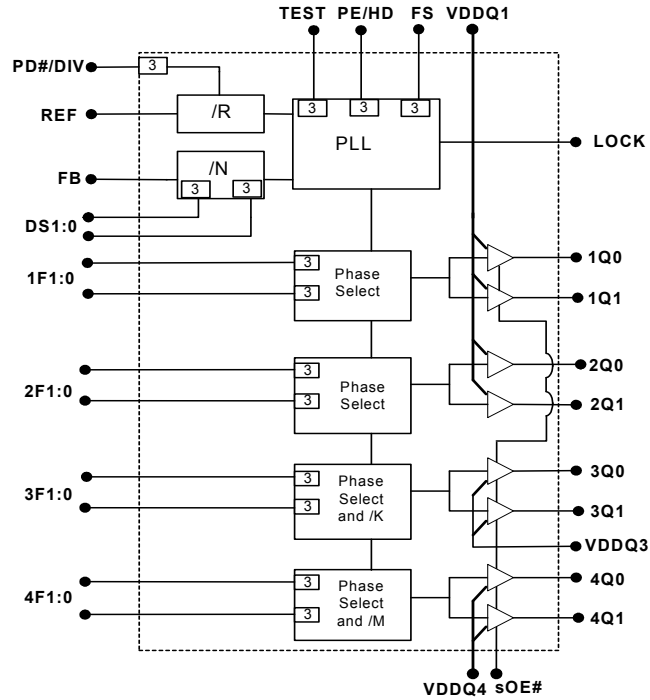 TEST PE/HD FS VDDQ1
PD#/DIV 3
REF /R 3 3 3
PLL LOCK
FB /N
3 3
DS1:0
1F1:0 3 Phase Select 3 1Q0
1Q1
2F1:0 3 Phase Select 3 2Q0
2Q1
3F1:0 3 Phase Select and /K 3 3Q0
3Q1
VDDQ3
4F1:0 3 Phase Select and /M 3 4Q0
4Q1
VDDQ4 sOE#